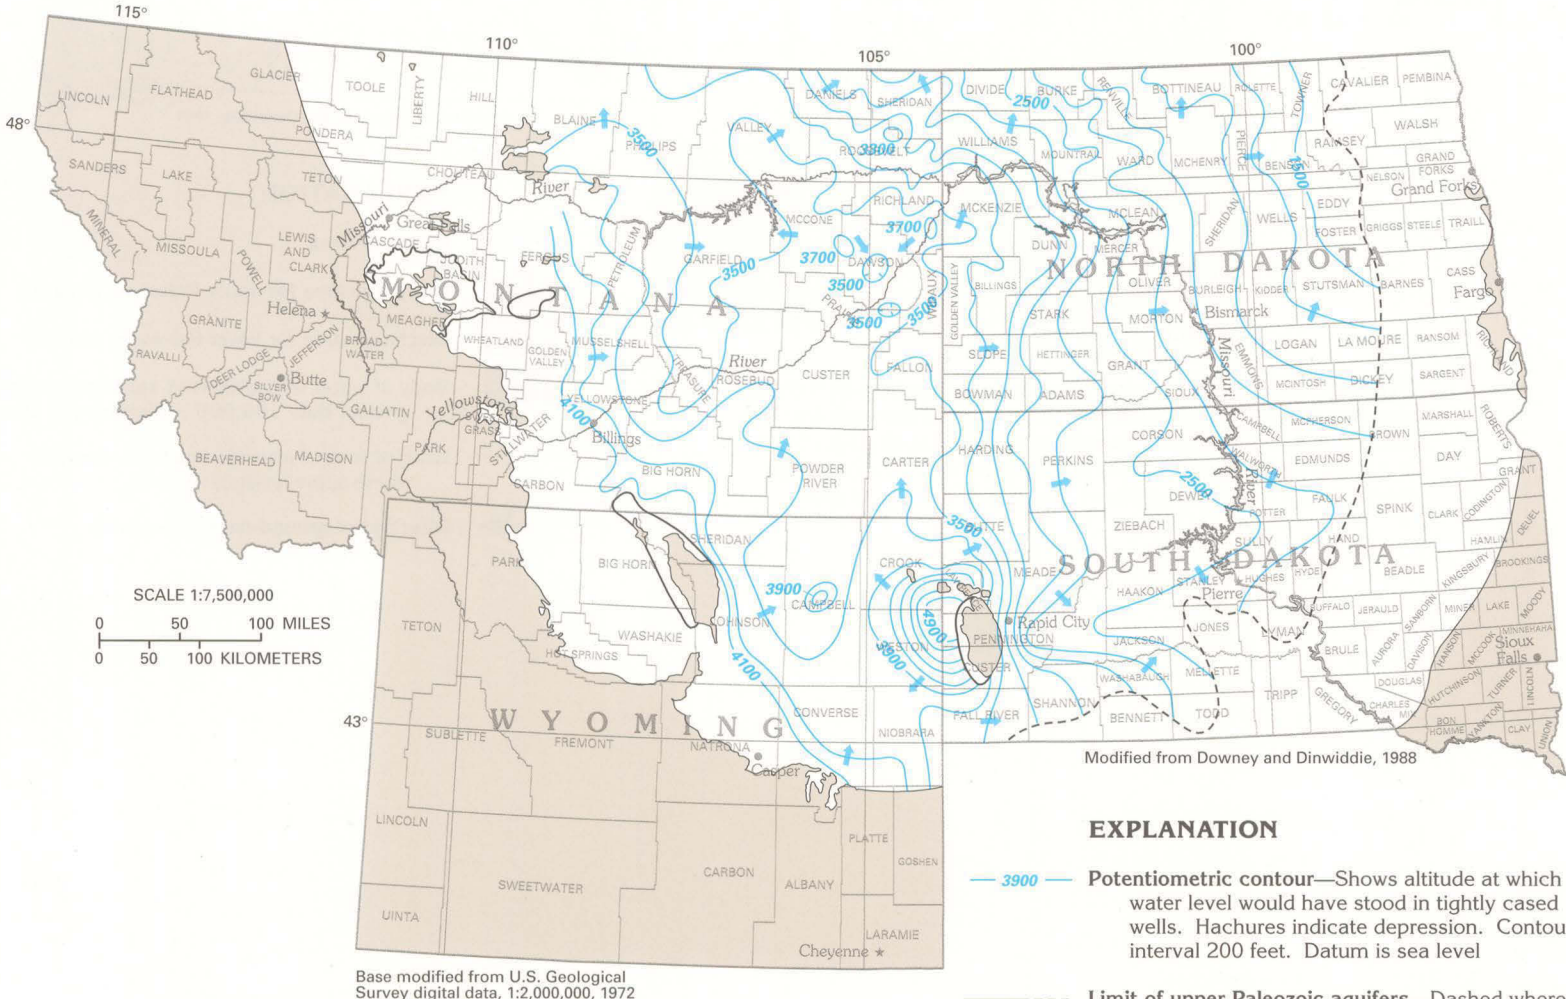 115°
110°
105°
100°
48°
43°
LINCOLN
FLATHEAD
GLACIER
TOOLE
LIBERTY
HILL
BLAINE
PHILLIPS
VALLEY
DANIELS
SHERIDAN
ROOSEVELT
DIVIDE
BURKE
RENVILLE
BOTTINEAU
ROLETTE
TOWNER
CAVALIER
PEMBINA
PONDERA
SANDERS
LAKE
TETON
CHOUTEAU
River
Missouri
Great Falls
CASCADE
MINERAL
MISSOULA
POWELL
LEWIS
AND
CLARK
JUDITH
BASIN
FERGUS
PETROLEUM
GARFIELD
MCCONE
RICHLAND
DAWSON
PRAIRIE
WIBAUX
WILLIAMS
MOUNTRAIL
WARD
MCHENRY
PIERCE
BENSON
RAMSEY
WALSH
NELSON
GRAND
FORKS
Grand Forks
MCKENZIE
MCLEAN
SHERIDAN
WELLS
EDDY
FOSTER
GRIGGS
STEELE
TRAILL
DUNN
MERCER
OLIVER
NORTH DAKOTA
BILLINGS
GOLDEN VALLEY
STARK
MORTON
BURLEIGH
KIDDER
STUTSMAN
BARNES
CASS
Fargo
Bismarck
MONTANA
Helena
GRANITE
MEAGHER
BROAD-
WATER
JEFFERSON
DEER LODGE
RAVALLI
SILVER
BOW
Butte
WHEATLAND
GOLDEN
VALLEY
MUSSELSHELL
TREASURE
ROSEBUD
River
CUSTER
FALLON
SLOPE
HETTINGER
GRANT
SIOUX
EMMONS
LOGAN
LA MOURE
RANSOM
RICHLAND
MCINTOSH
DICKEY
SARGENT
Missouri
River
GALLATIN
Yellowstone
PARK
SWEET
GRASS
STILLWATER
YELLOWSTONE
Billings
BEAVERHEAD
MADISON
CARBON
BIG HORN
POWDER
RIVER
CARTER
BOWMAN
ADAMS
HARDING
PERKINS
CORSON
CAMPBELL
MCPHERSON
BROWN
MARSHALL
ROBERTS
WALWORTH
EDMUNDS
DAY
GRANT
DEWEY
POTTER
FAULK
SPINK
CLARK
CODINGTON
DEUEL
HAMLIN
BUTTE
ZIEBACH
SULLY
HAND
SOUTH DAKOTA
MEADE
HAAKON
STANLEY
HUGHES
HYDE
Pierre
BEADLE
KINGSBURY
BROOKINGS
PARK
BIG HORN
SHERIDAN
JOHNSON
CAMPBELL
CROOK
WESTON
WASHAKIE
HOT SPRINGS
TETON
Rapid City
PENNINGTON
CUSTER
JACKSON
JONES
LYMAN
BUFFALO
JERAULD
SANBORN
MINER
LAKE
MOODY
BRULE
AURORA
DAVISON
HANSON
MCCOOK
MINNEHAHA
Sioux
Falls
WASHABAUGH
MELLETTE
TRIPP
GREGORY
DOUGLAS
CHARLES
MIX
HUTCHINSON
TURNER
LINCOLN
BON
HOMME
YANKTON
CLAY
UNION
FALL RIVER
SHANNON
BENNETT
TODD
WYOMING
SUBLETTE
FREMONT
NATRONA
Casper
CONVERSE
NIOBRARA
LINCOLN
UINTA
SWEETWATER
CARBON
ALBANY
PLATTE
GOSHEN
LARAMIE
Cheyenne
3500
3300
2500
1500
3700
3700
3500
3500
3500
3500
4100
2500
3500
3900
4900
3900
4100
SCALE 1:7,500,000
0 50 100 MILES
0 50 100 KILOMETERS
Modified from Downey and Dinwiddie, 1988
Base modified from U.S. Geological
Survey digital data, 1:2,000,000, 1972
EXPLANATION
3900 Potentiometric contour—Shows altitude at which
water level would have stood in tightly cased
wells. Hachures indicate depression. Contou
interval 200 feet. Datum is sea level
Limit of upper Paleozoic aquifers—Dashed where